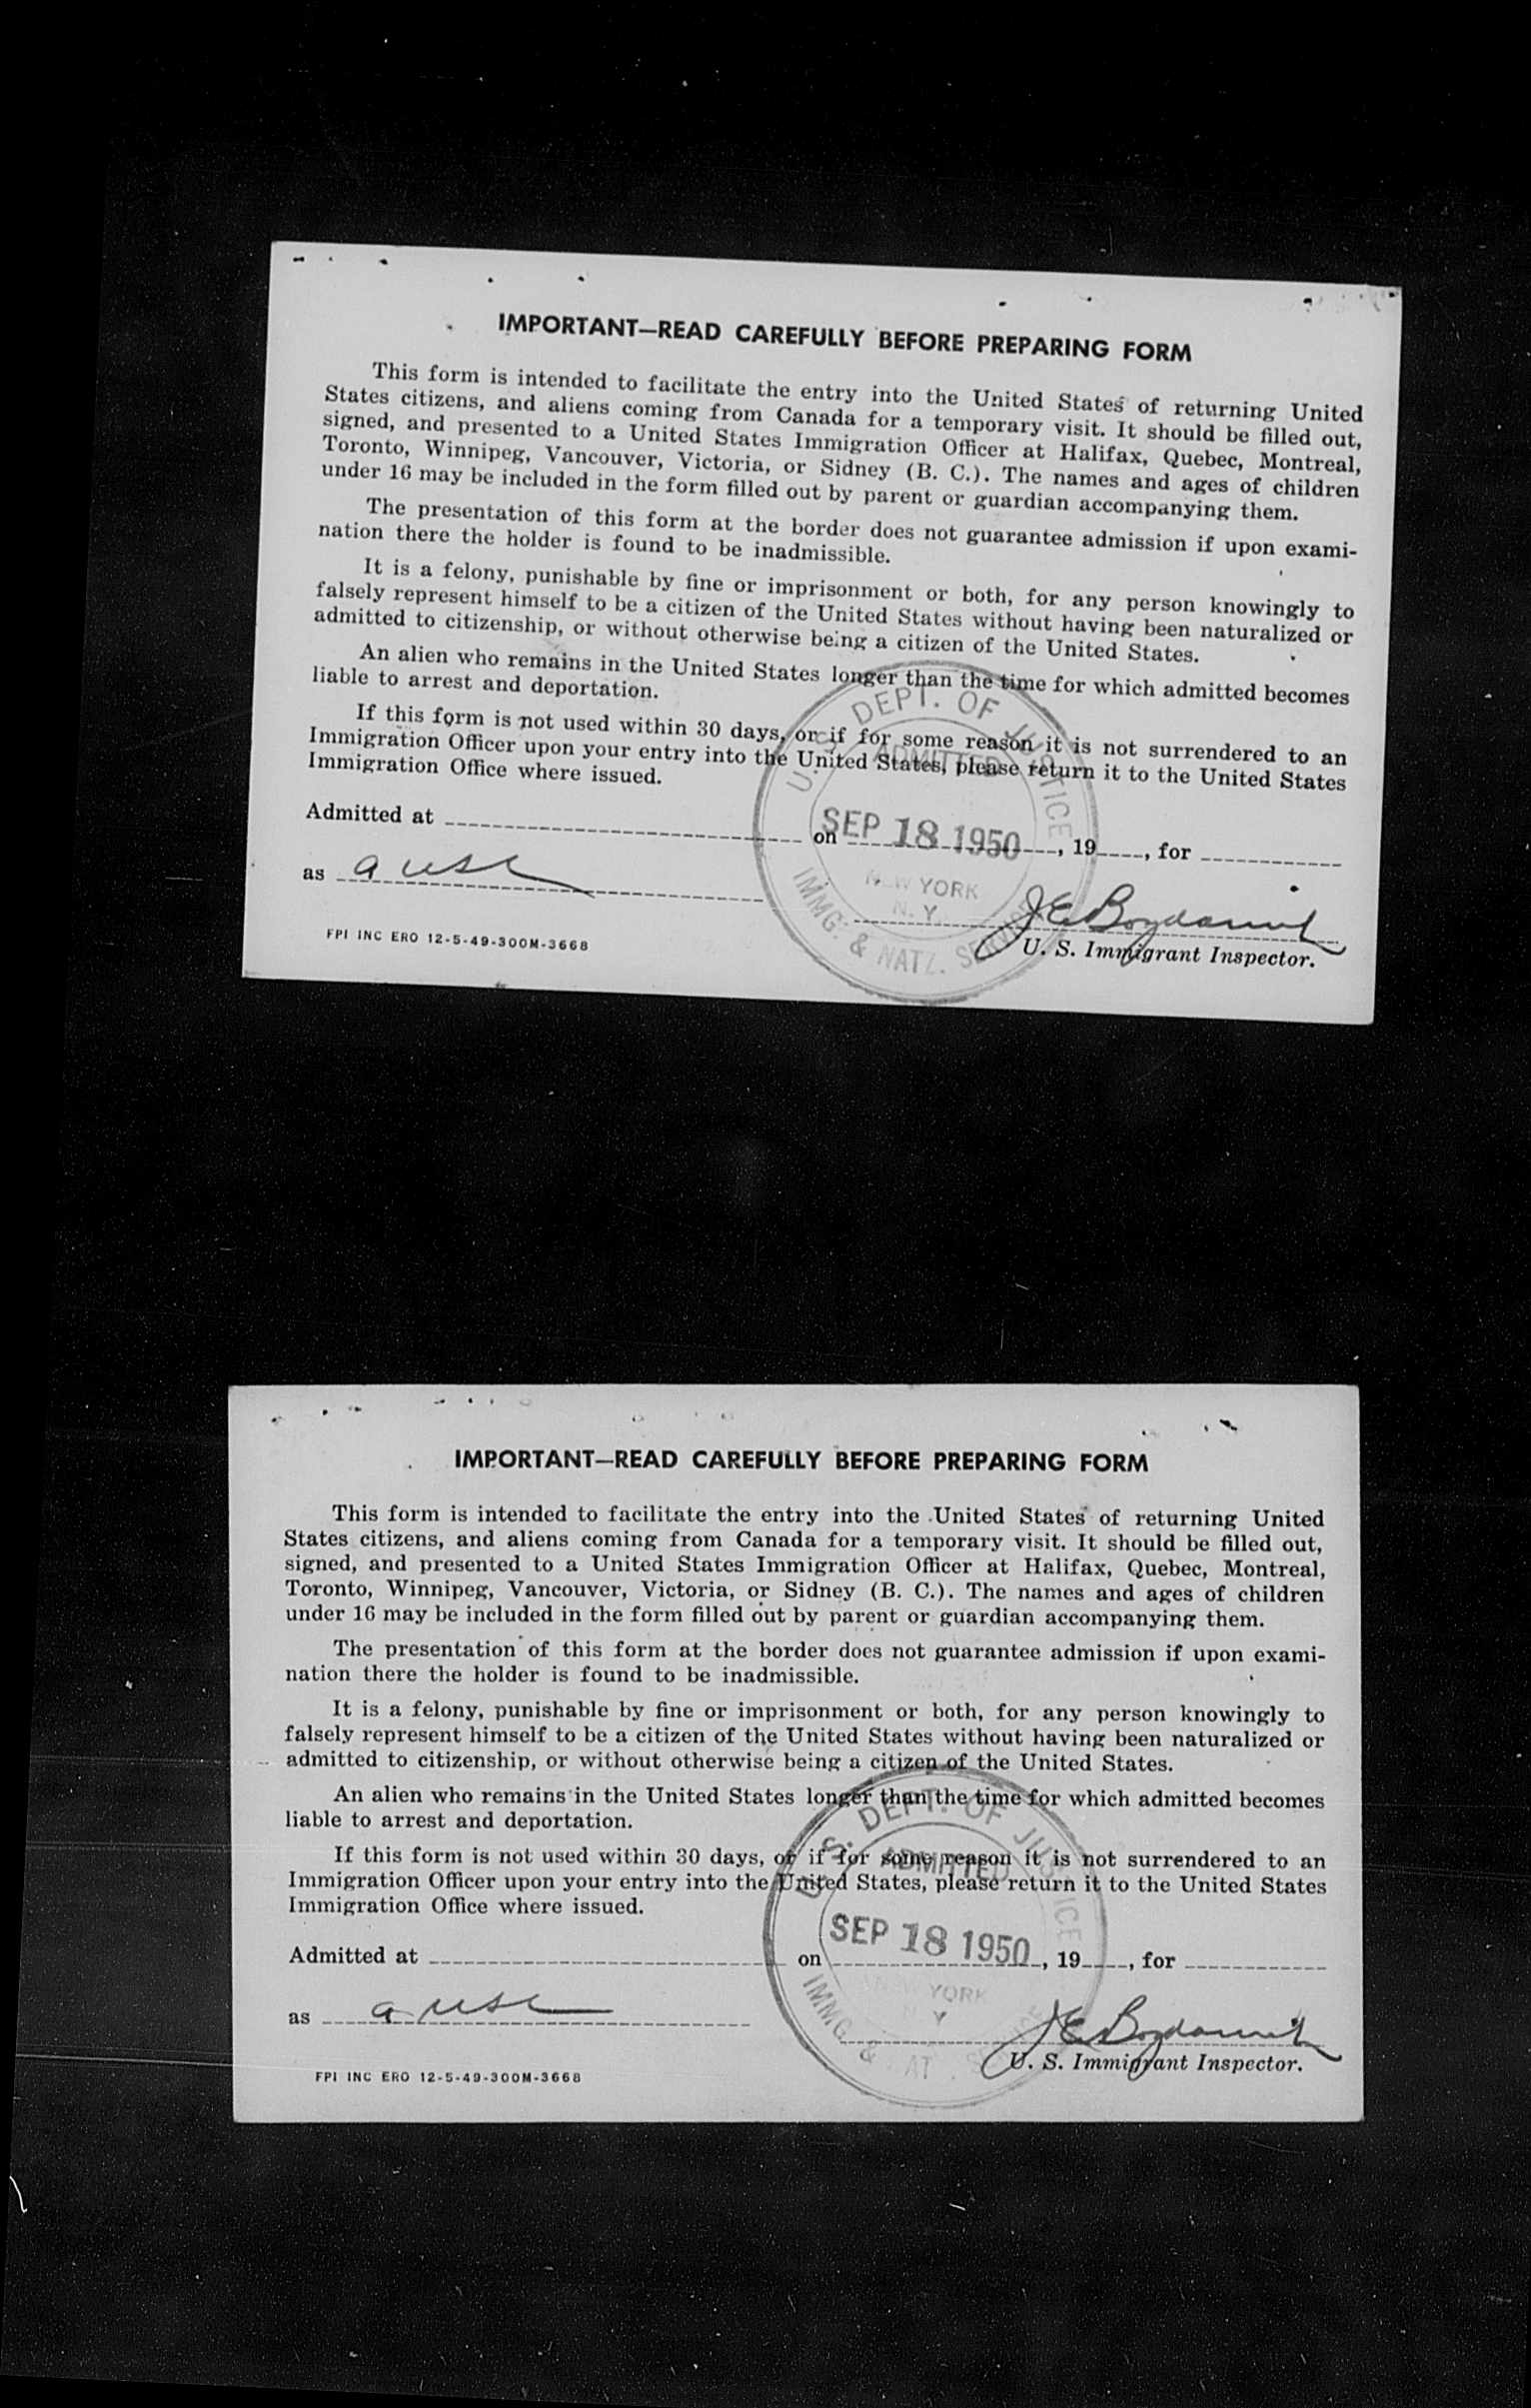 IMPORTANT—READ CAREFULLY BEFORE PREPARING FORM
This form is intended to facilitate the entry into the United States of returning United
States citizens, and aliens coming from Canada for a temporary visit. It should be filled out,
signed, and presented to a United States Immigration Officer at Halifax, Quebec, Montreal,
Toronto, Winnipeg, Vancouver, Victoria, or Sidney (B. C.). The names and ages of children
under 16 may be included in the form filled out by parent or guardian accompanying them.
The presentation of this form at the border does not guarantee admission if upon exami-
nation there the holder is found to be inadmissible.
It is a felony, punishable by fine or imprisonment or both, for any person knowingly to
falsely represent himself to be a citizen of the United States without having been naturalized or
admitted to citizenship, or without otherwise being a citizen of the United States.
An alien who remains in the United States longer than the time for which admitted becomes
liable to arrest and deportation.
If this form is not used within 30 days, or if for some reason it is not surrendered to an
Immigration Officer upon your entry into the United States, please return it to the United States
Immigration Office where issued.
U. S. DEPT. OF JUSTICE
ADMITTED
Admitted at on SEP 18 1950, 19, for
as a usc
NEW YORK
N. Y.
IMMG. & NATZ. SERVICE
U. S. Immigrant Inspector.
FPI INC ERO 12-5-49-300M-3668
IMPORTANT—READ CAREFULLY BEFORE PREPARING FORM
This form is intended to facilitate the entry into the United States of returning United
States citizens, and aliens coming from Canada for a temporary visit. It should be filled out,
signed, and presented to a United States Immigration Officer at Halifax, Quebec, Montreal,
Toronto, Winnipeg, Vancouver, Victoria, or Sidney (B. C.). The names and ages of children
under 16 may be included in the form filled out by parent or guardian accompanying them.
The presentation of this form at the border does not guarantee admission if upon exami-
nation there the holder is found to be inadmissible.
It is a felony, punishable by fine or imprisonment or both, for any person knowingly to
falsely represent himself to be a citizen of the United States without having been naturalized or
admitted to citizenship, or without otherwise being a citizen of the United States.
An alien who remains in the United States longer than the time for which admitted becomes
liable to arrest and deportation.
If this form is not used within 30 days, or if for some reason it is not surrendered to an
Immigration Officer upon your entry into the United States, please return it to the United States
Immigration Office where issued.
U. S. DEPT. OF JUSTICE
ADMITTED
Admitted at on SEP 18 1950, 19, for
as a usc
YORK
Y
IMMG. &
U. S. Immigrant Inspector.
FPI INC ERO 12-5-49-300M-3668